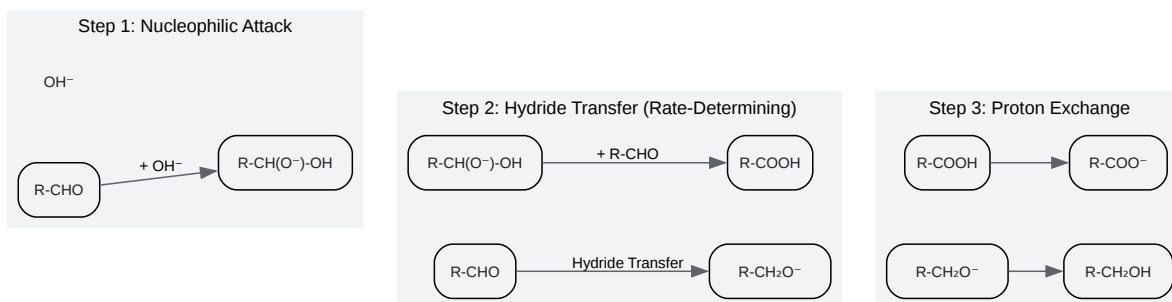 Step 1: Nucleophilic Attack
OH⁻
R-CHO
+ OH⁻
R-CH(O⁻)-OH
Step 2: Hydride Transfer (Rate-Determining)
R-CH(O⁻)-OH
+ R-CHO
R-COOH
R-CHO
Hydride Transfer
R-CH₂O⁻
Step 3: Proton Exchange
R-COOH
R-COO⁻
R-CH₂O⁻
R-CH₂OH